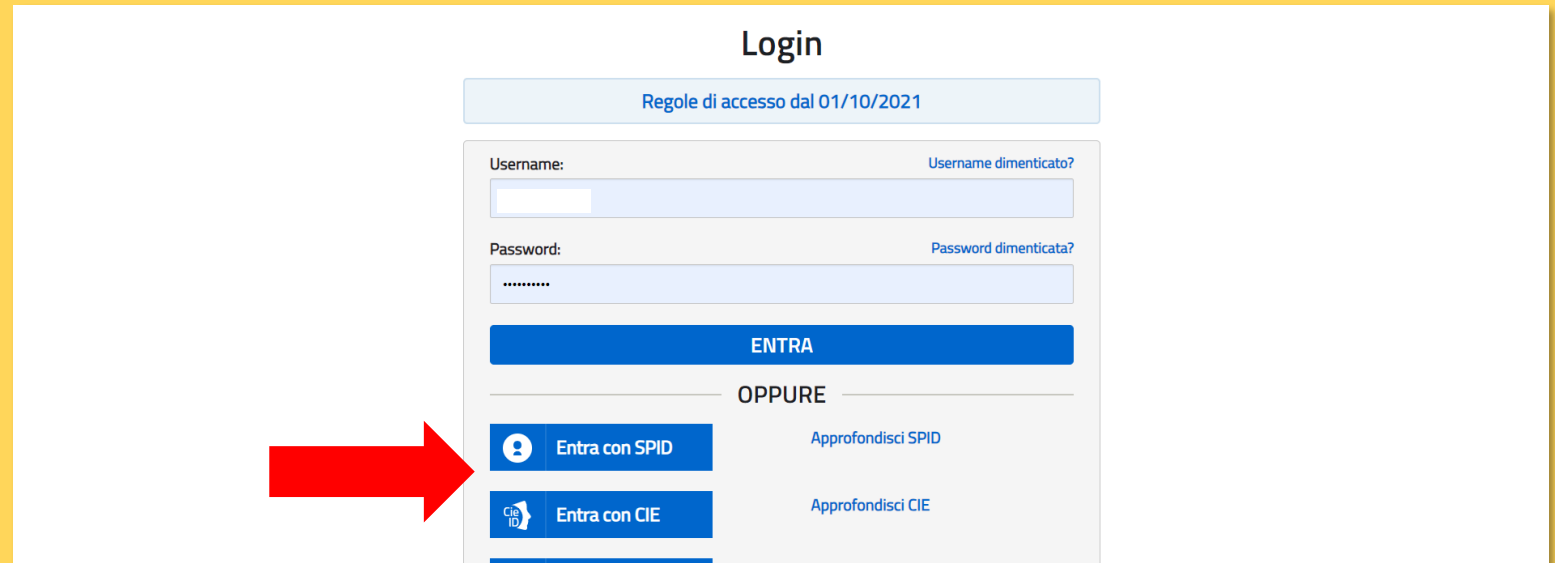 Login
Regole di accesso dal 01/10/2021
Username: Username dimenticato?
Password: Password dimenticata?
••••••••••
ENTRA
OPPURE
Entra con SPID Approfondisci SPID
Cie ID Entra con CIE Approfondisci CIE